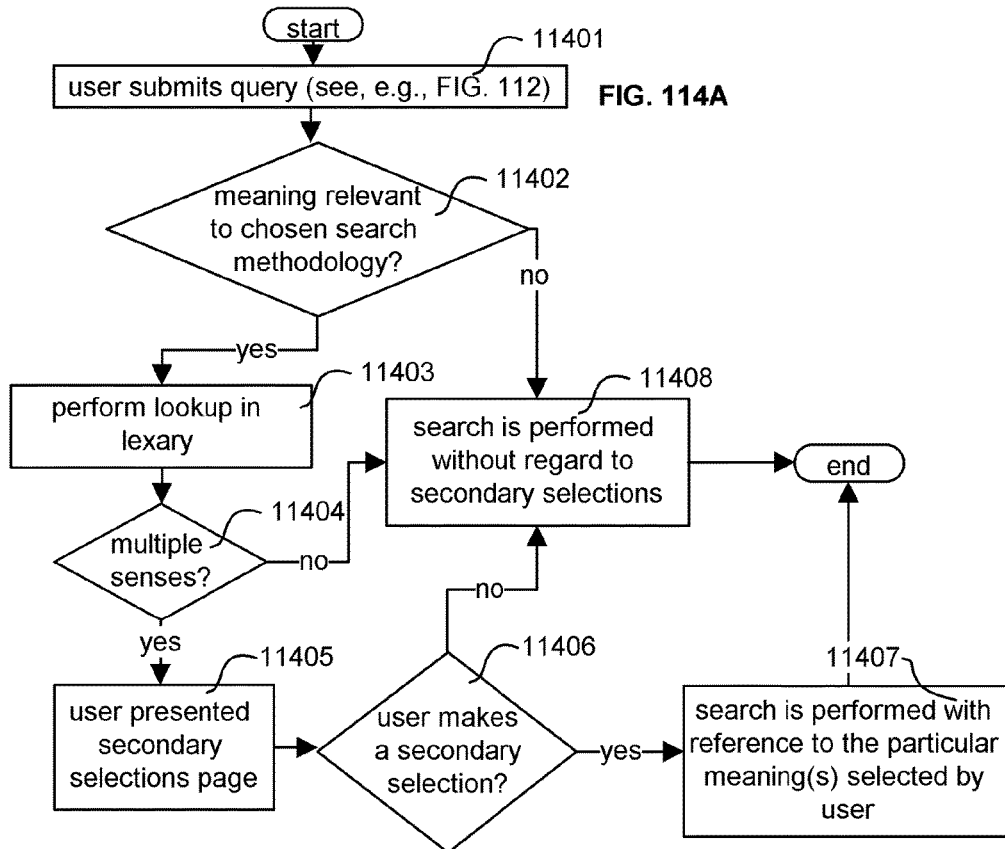 start
11401
user submits query (see, e.g., FIG. 112)
FIG. 114A
11402
meaning relevant
to chosen search
methodology?
no
yes
11403
perform lookup in
lexary
11408
search is performed
without regard to
secondary selections
end
11404
multiple
senses?
no
yes
no
11405
user presented
secondary
selections page
11406
user makes
a secondary
selection?
yes
11407
search is performed with
reference to the particular
meaning(s) selected by
user